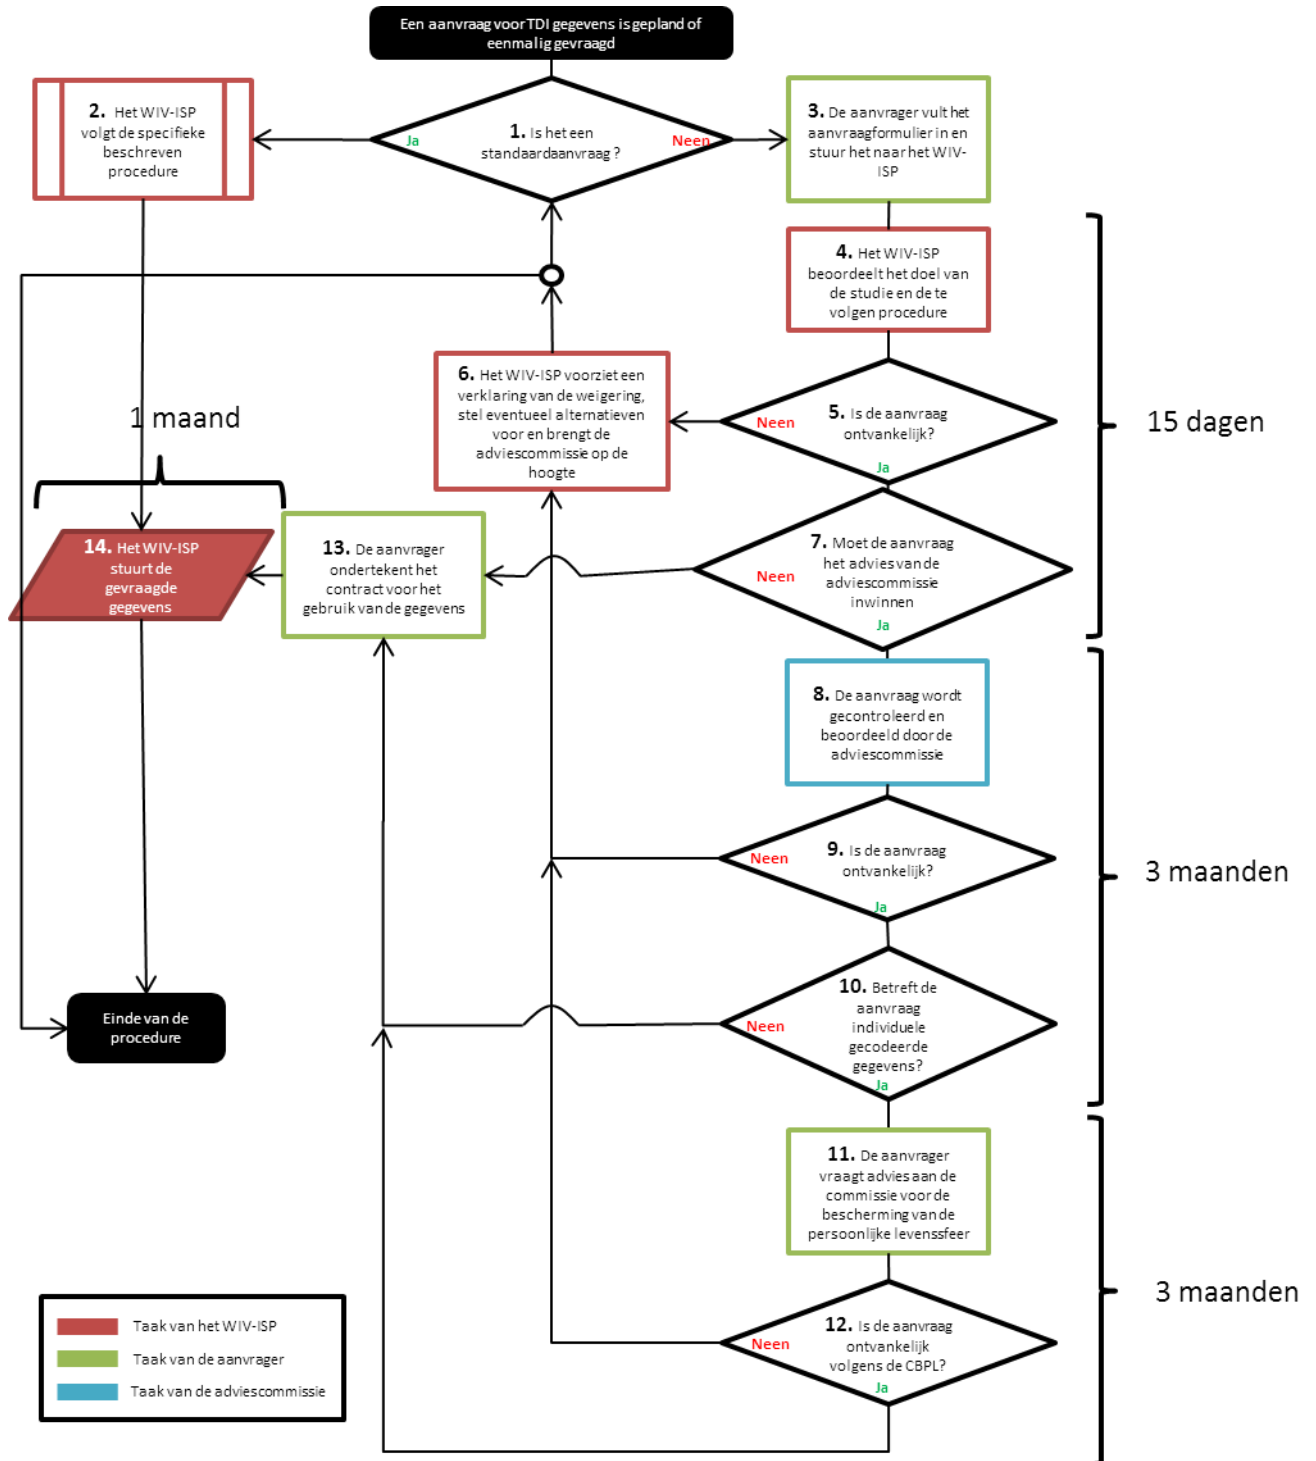 Een aanvraag voor TDI gegevens is gepland of
eenmalig gevraagd
1. Is het een
standaardaanvraag ?
Ja
Neen
2. Het WIV-ISP
volgt de specifieke
beschreven
procedure
3. De aanvrager vult het
aanvraagformulier in en
stuur het naar het WIV-
ISP
4. Het WIV-ISP
beoordeelt het doel van
de studie en de te
volgen procedure
5. Is de aanvraag
ontvankelijk?
Neen
Ja
6. Het WIV-ISP voorziet een
verklaring van de weigering,
stel eventueel alternatieven
voor en brengt de
adviescommissie op de
hoogte
15 dagen
1 maand
7. Moet de aanvraag
het advies van de
adviescommissie
inwinnen
Neen
Ja
13. De aanvrager
ondertekent het
contract voor het
gebruik van de gegevens
14. Het WIV-ISP
stuurt de
gevraagde
gegevens
8. De aanvraag wordt
gecontroleerd en
beoordeeld door de
adviescommissie
9. Is de aanvraag
ontvankelijk?
Neen
Ja
3 maanden
10. Betreft de
aanvraag
individuele
gecodeerde
gegevens?
Neen
Ja
Einde van de
procedure
11. De aanvrager
vraagt advies aan de
commissie voor de
bescherming van de
persoonlijke levenssfeer
12. Is de aanvraag
ontvankelijk
volgens de CBPL?
Neen
Ja
3 maanden
Taak van het WIV-ISP
Taak van de aanvrager
Taak van de adviescommissie